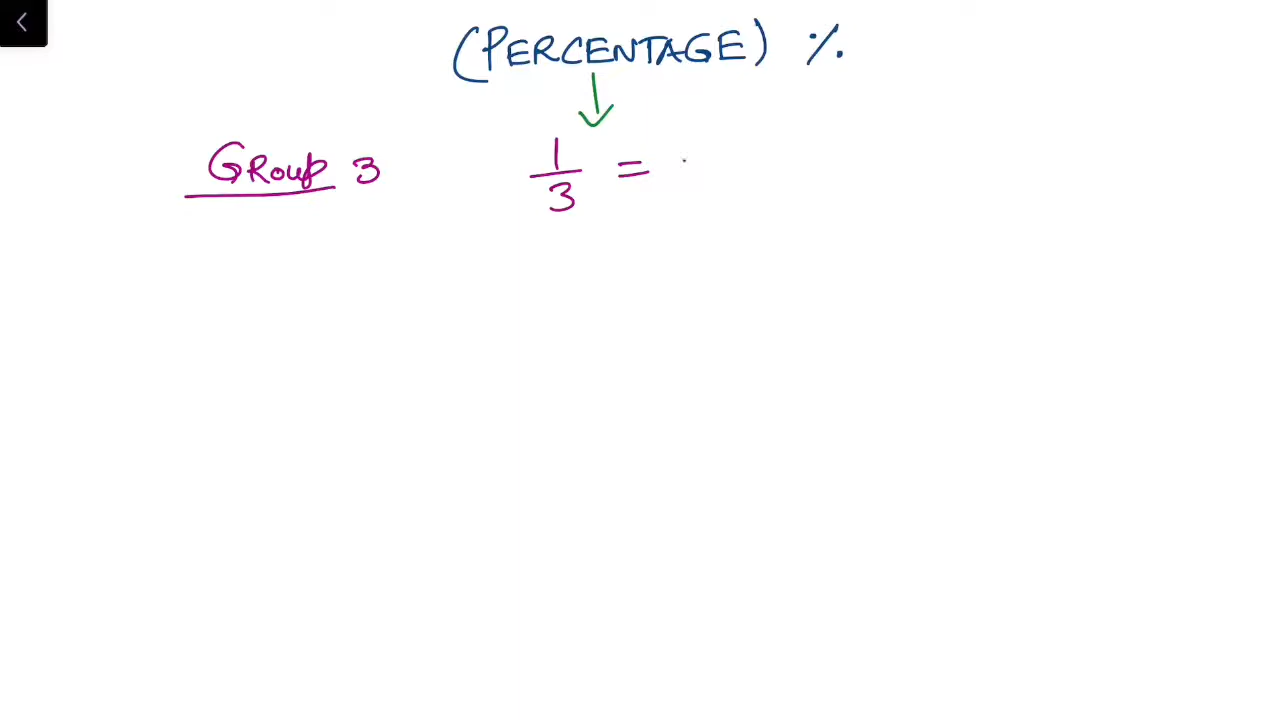 (PERCENTAGE) %
GRoup 3
1/3 =